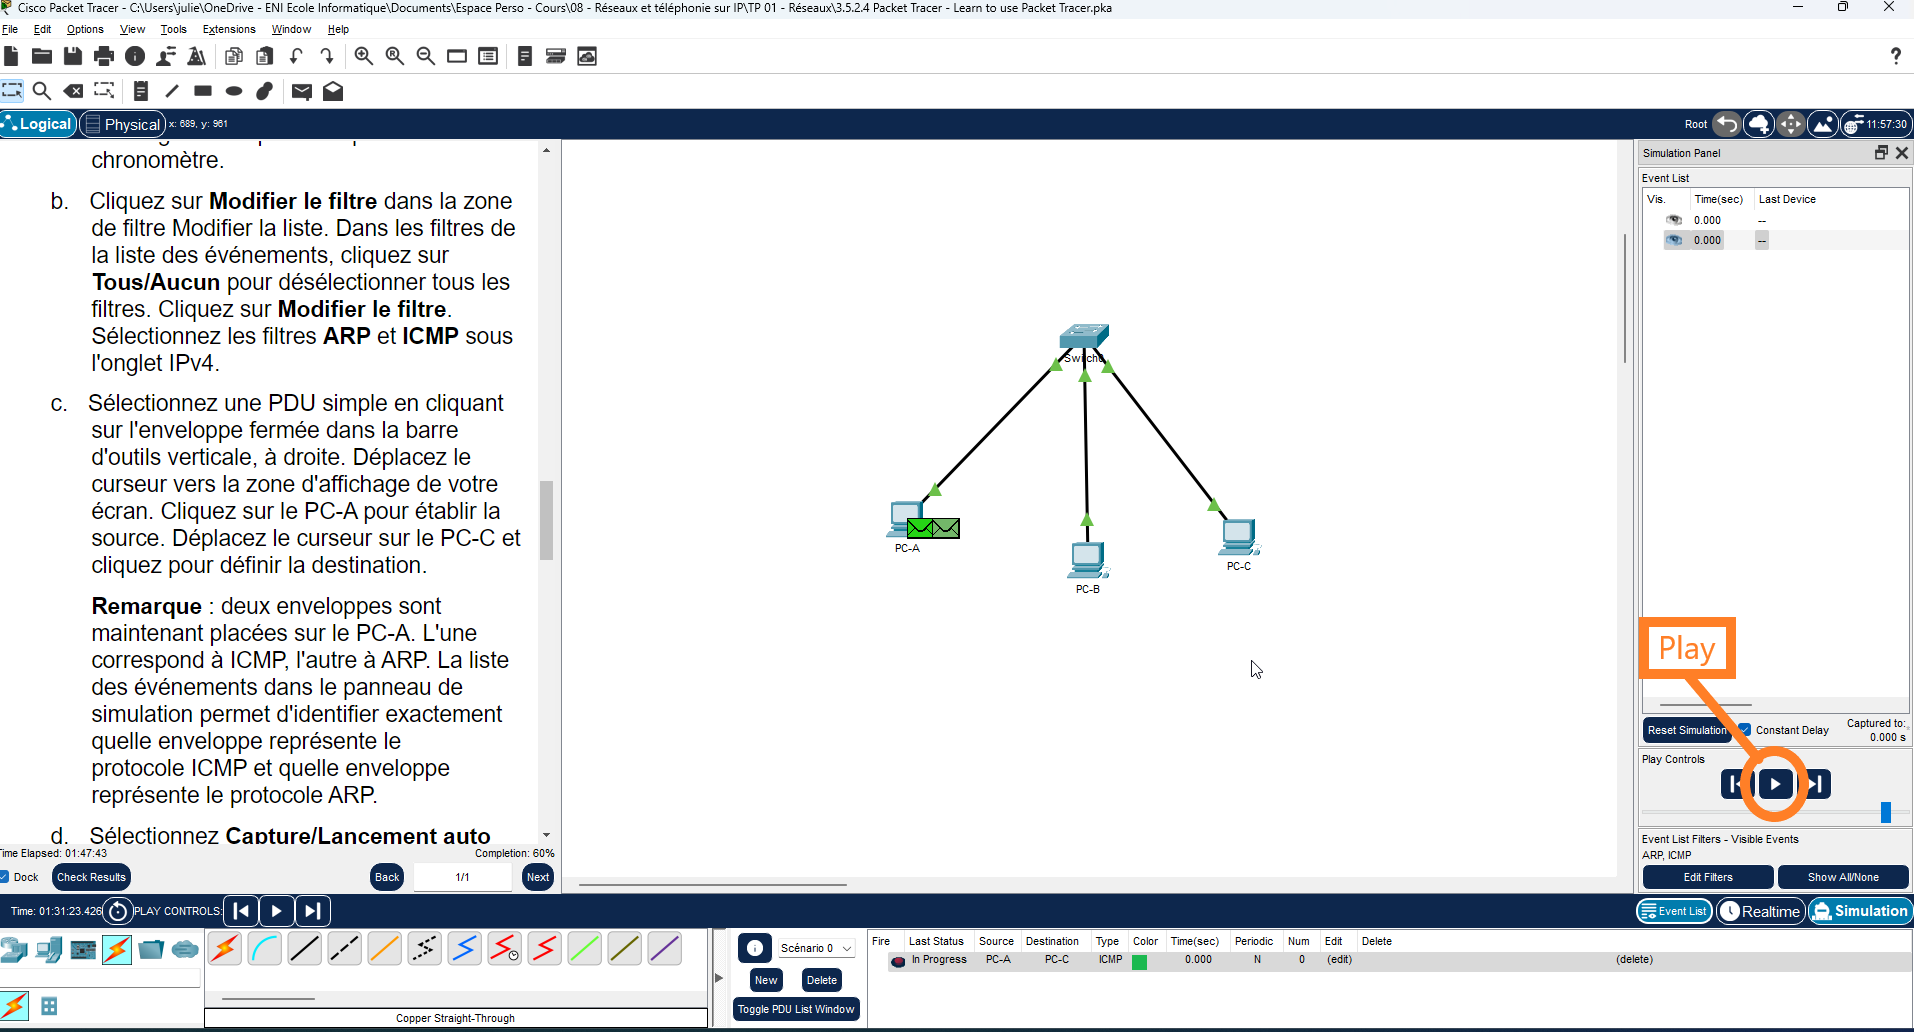 Cisco Packet Tracer - C:\Users\julie\OneDrive - ENI Ecole Informatique\Documents\Espace Perso - Cours\08 - Réseaux et téléphonie sur IP\TP 01 - Réseaux\3.5.2.4 Packet Tracer - Learn to use Packet Tracer.pka
File Edit Options View Tools Extensions Window Help
?
Logical Physical x: 689, y: 961 Root 11:57:30
chronomètre.
b. Cliquez sur Modifier le filtre dans la zone
de filtre Modifier la liste. Dans les filtres de
la liste des événements, cliquez sur
Tous/Aucun pour désélectionner tous les
filtres. Cliquez sur Modifier le filtre.
Sélectionnez les filtres ARP et ICMP sous
l'onglet IPv4.
c. Sélectionnez une PDU simple en cliquant
sur l'enveloppe fermée dans la barre
d'outils verticale, à droite. Déplacez le
curseur vers la zone d'affichage de votre
écran. Cliquez sur le PC-A pour établir la
source. Déplacez le curseur sur le PC-C et
cliquez pour définir la destination.
Remarque : deux enveloppes sont
maintenant placées sur le PC-A. L'une
correspond à ICMP, l'autre à ARP. La liste
des événements dans le panneau de
simulation permet d'identifier exactement
quelle enveloppe représente le
protocole ICMP et quelle enveloppe
représente le protocole ARP.
d. Sélectionnez Capture/Lancement auto
Time Elapsed: 01:47:43 Completion: 60%
Dock Check Results Back 1/1 Next
Switch0
PC-A
PC-B
PC-C
Simulation Panel
Event List
Vis. Time(sec) Last Device
0.000 --
0.000 --
Play
Reset Simulation Constant Delay Captured to:
0.000 s
Play Controls
Event List Filters - Visible Events
ARP, ICMP
Edit Filters Show All/None
Time: 01:31:23.426 PLAY CONTROLS: Event List Realtime Simulation
Copper Straight-Through
Scénario 0
New Delete
Toggle PDU List Window
Fire Last Status Source Destination Type Color Time(sec) Periodic Num Edit Delete
In Progress PC-A PC-C ICMP 0.000 N 0 (edit) (delete)